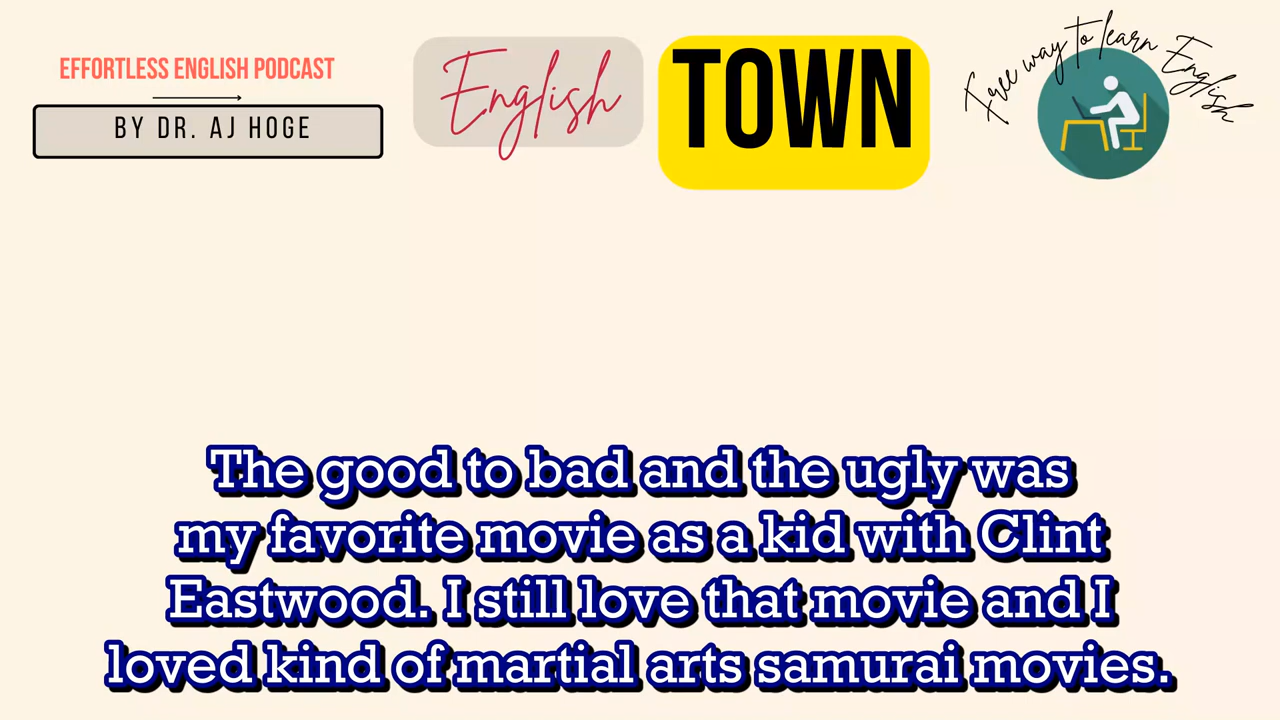 EFFORTLESS ENGLISH PODCAST
BY DR. AJ HOGE
English
TOWN
Free way to learn English
The good to bad and the ugly was
my favorite movie as a kid with Clint
Eastwood. I still love that movie and I
loved kind of martial arts samurai movies.